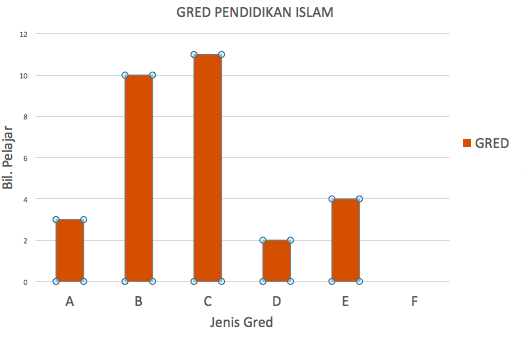 GRED PENDIDIKAN ISLAM
12
10
8
6
4
2
0
Bil. Pelajar
A B C D E F
Jenis Gred
GRED